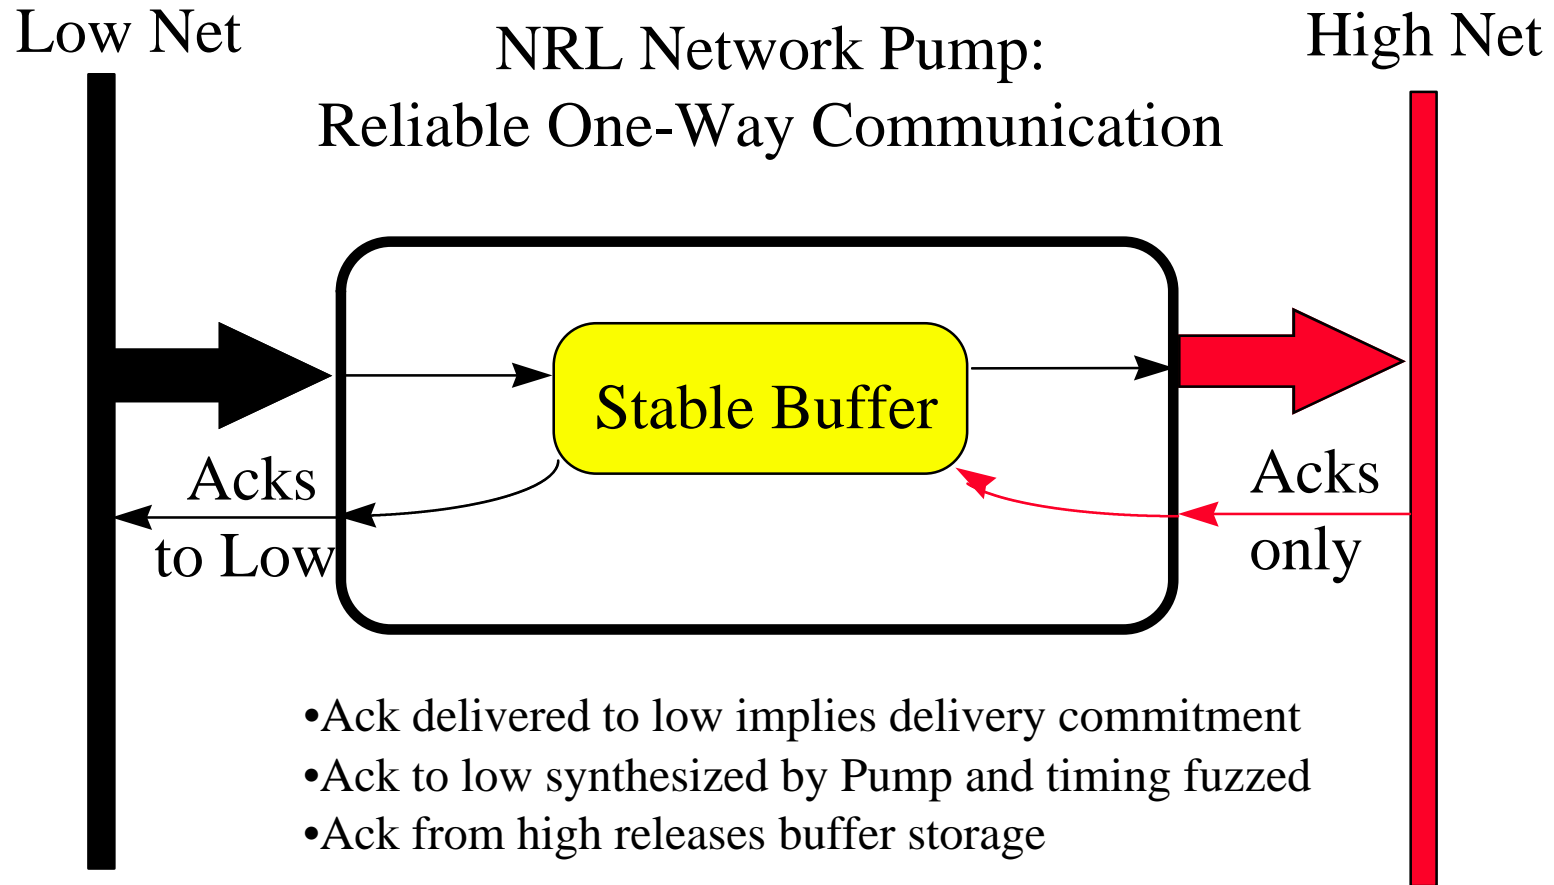 Low Net
NRL Network Pump:
High Net
Reliable One-Way Communication
Stable Buffer
Acks
to Low
Acks
only
•Ack delivered to low implies delivery commitment
•Ack to low synthesized by Pump and timing fuzzed
•Ack from high releases buffer storage